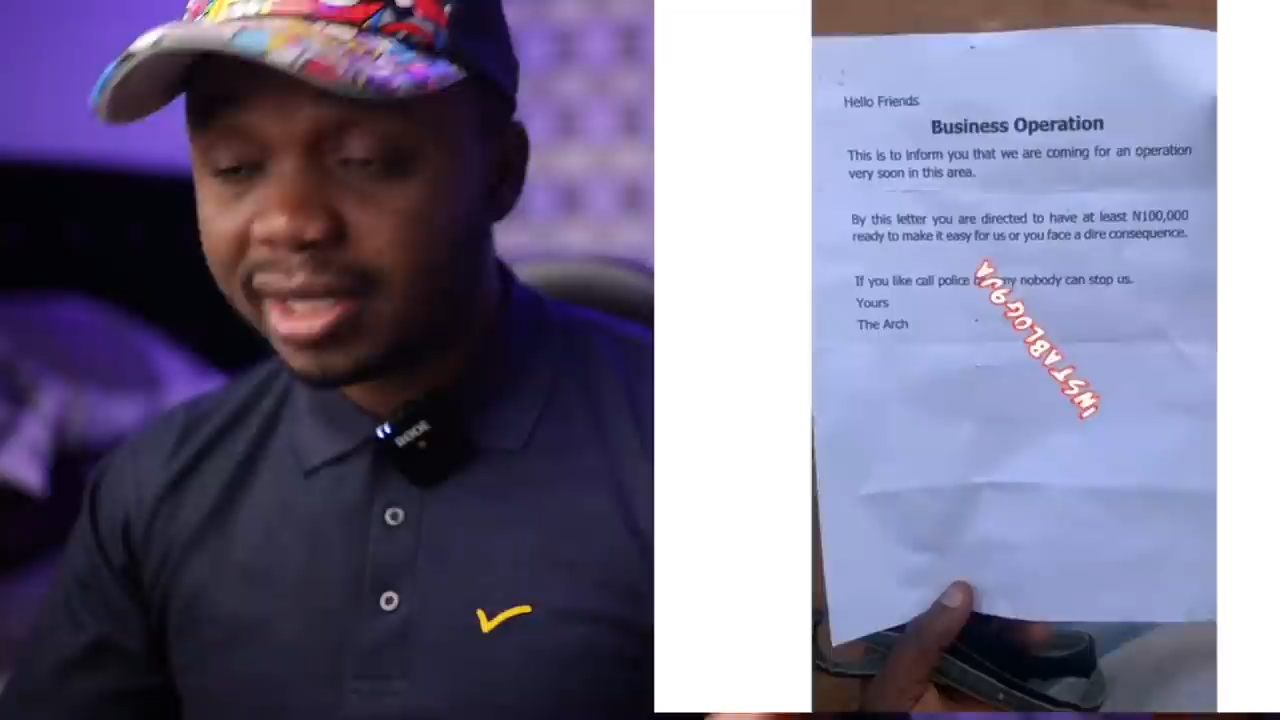 Hello Friends
Business Operation
This is to inform you that we are coming for an operation
very soon in this area.
By this letter you are directed to have at least N100,000
ready to make it easy for us or you face a dire consequence.
If you like call police my nobody can stop us.
Yours
The Arch
INSTABLOG9JA
RODE